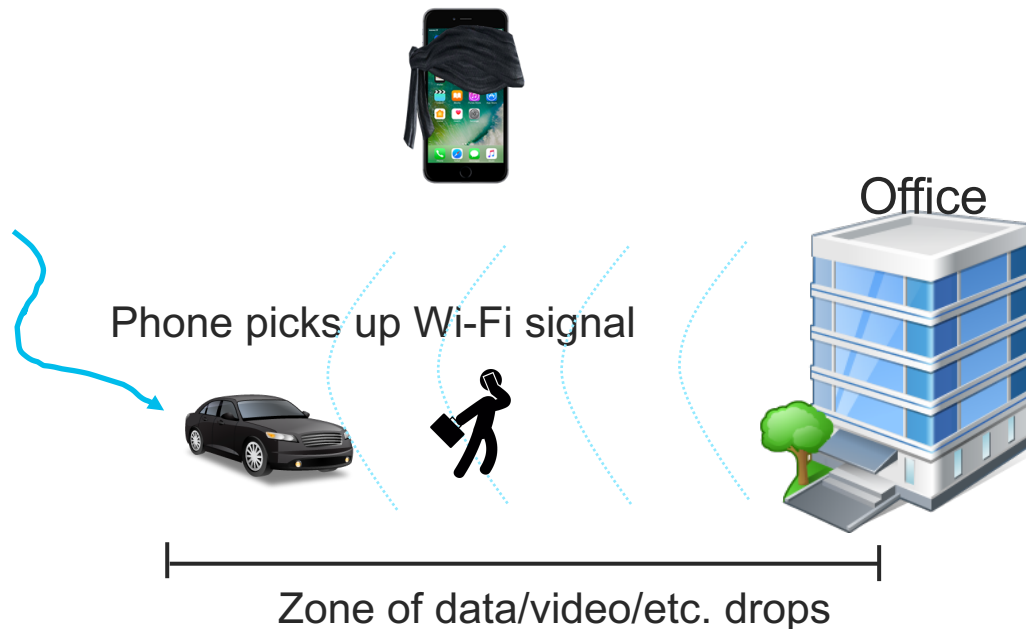 Office
Phone picks up Wi-Fi signal
Zone of data/video/etc. drops